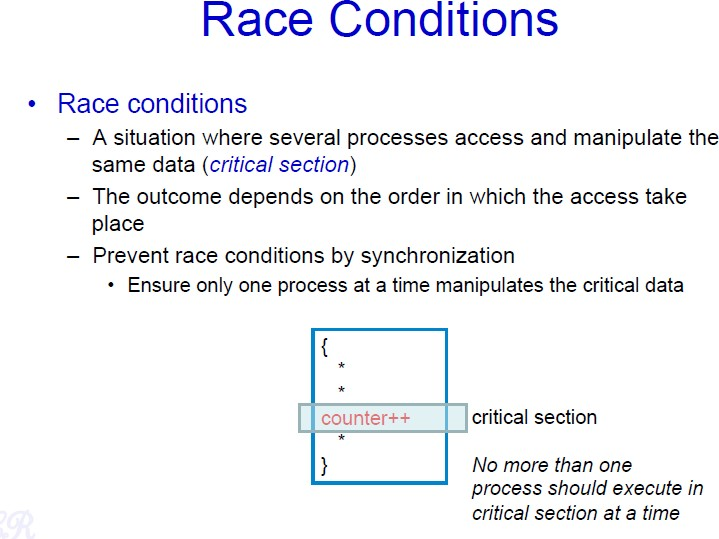 Race Conditions
• Race conditions
– A situation where several processes access and manipulate the
same data (critical section)
– The outcome depends on the order in which the access take
place
– Prevent race conditions by synchronization
• Ensure only one process at a time manipulates the critical data
{
*
*
counter++ critical section
*
}
No more than one
process should execute in
critical section at a time